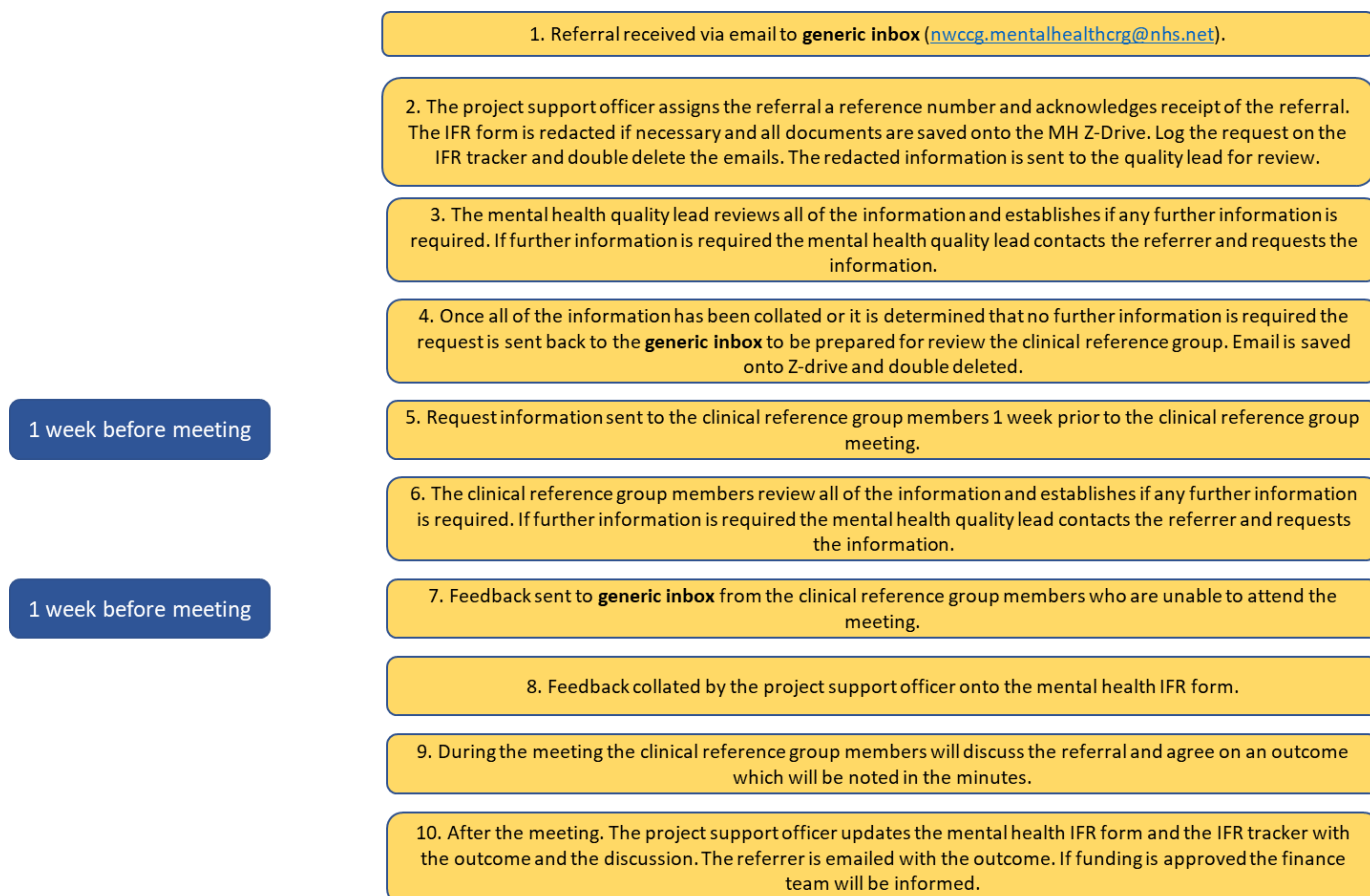 1. Referral received via email to generic inbox (nwccg.mentalhealthcrg@nhs.net).
2. The project support officer assigns the referral a reference number and acknowledges receipt of the referral.
The IFR form is redacted if necessary and all documents are saved onto the MH Z-Drive. Log the request on the
IFR tracker and double delete the emails. The redacted information is sent to the quality lead for review.
3. The mental health quality lead reviews all of the information and establishes if any further information is
required. If further information is required the mental health quality lead contacts the referrer and requests the
information.
4. Once all of the information has been collated or it is determined that no further information is required the
request is sent back to the generic inbox to be prepared for review the clinical reference group. Email is saved
onto Z-drive and double deleted.
1 week before meeting
5. Request information sent to the clinical reference group members 1 week prior to the clinical reference group
meeting.
6. The clinical reference group members review all of the information and establishes if any further information
is required. If further information is required the mental health quality lead contacts the referrer and requests
the information.
1 week before meeting
7. Feedback sent to generic inbox from the clinical reference group members who are unable to attend the
meeting.
8. Feedback collated by the project support officer onto the mental health IFR form.
9. During the meeting the clinical reference group members will discuss the referral and agree on an outcome
which will be noted in the minutes.
10. After the meeting. The project support officer updates the mental health IFR form and the IFR tracker with
the outcome and the discussion. The referrer is emailed with the outcome. If funding is approved the finance
team will be informed.